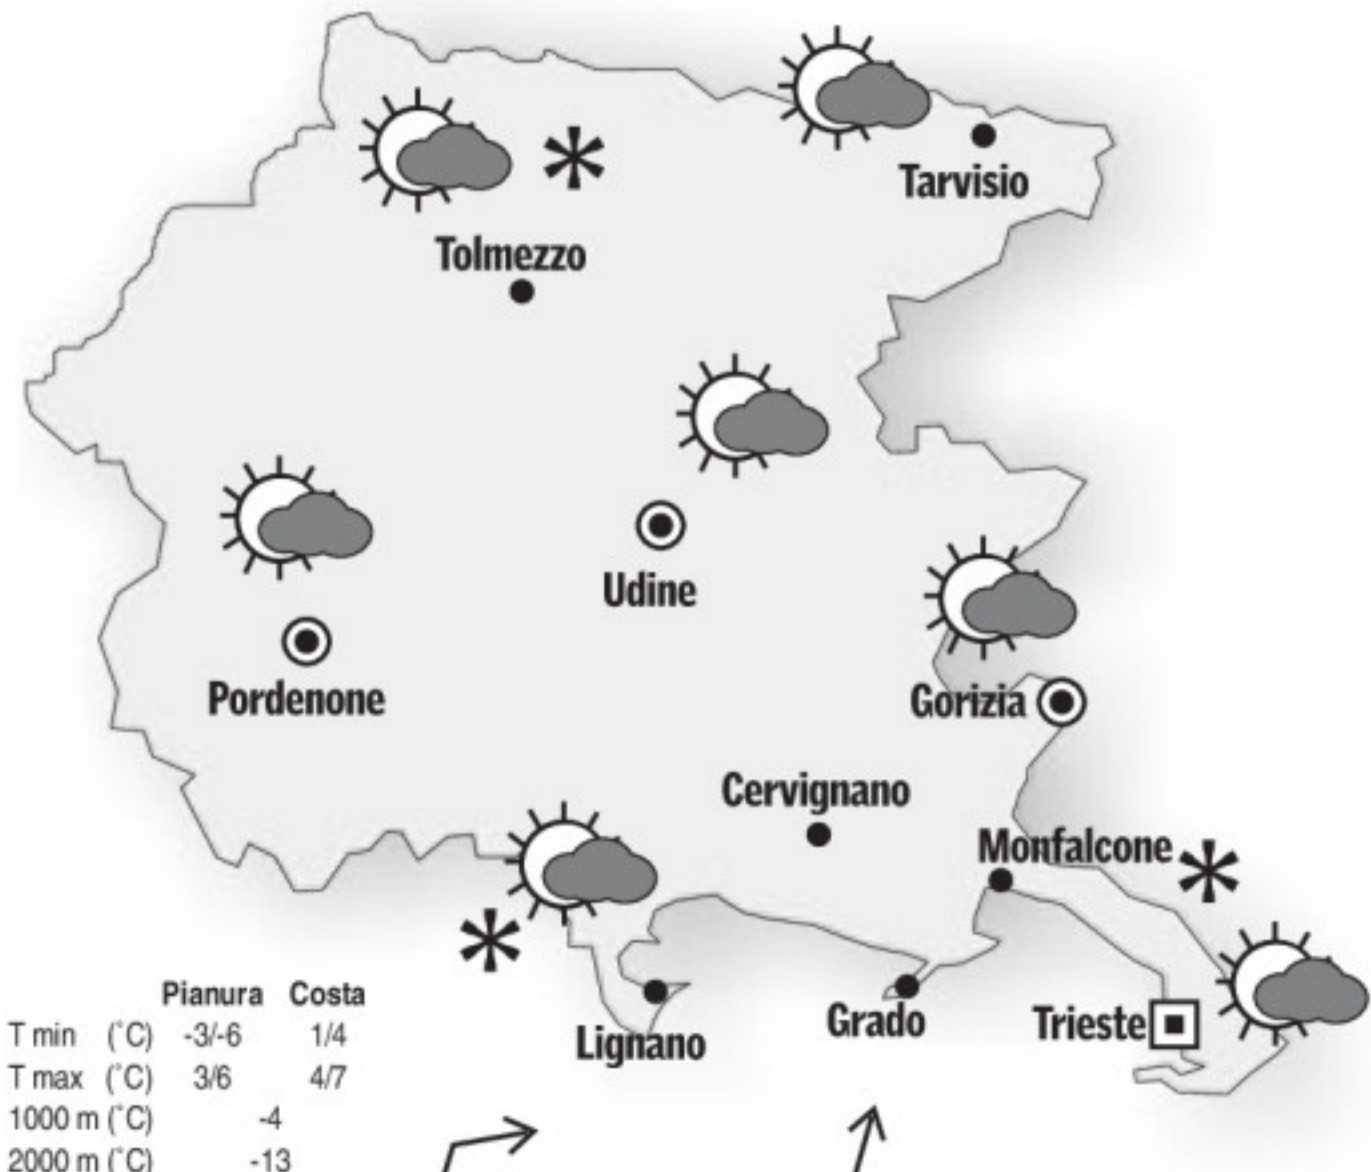 Tarvisio
Tolmezzo
Udine
Pordenone
Gorizia
Cervignano
Monfalcone
Lignano
Grado
Trieste
Pianura Costa
T min (°C) -3/-6 1/4
T max (°C) 3/6 4/7
1000 m (°C) -4
2000 m (°C) -13